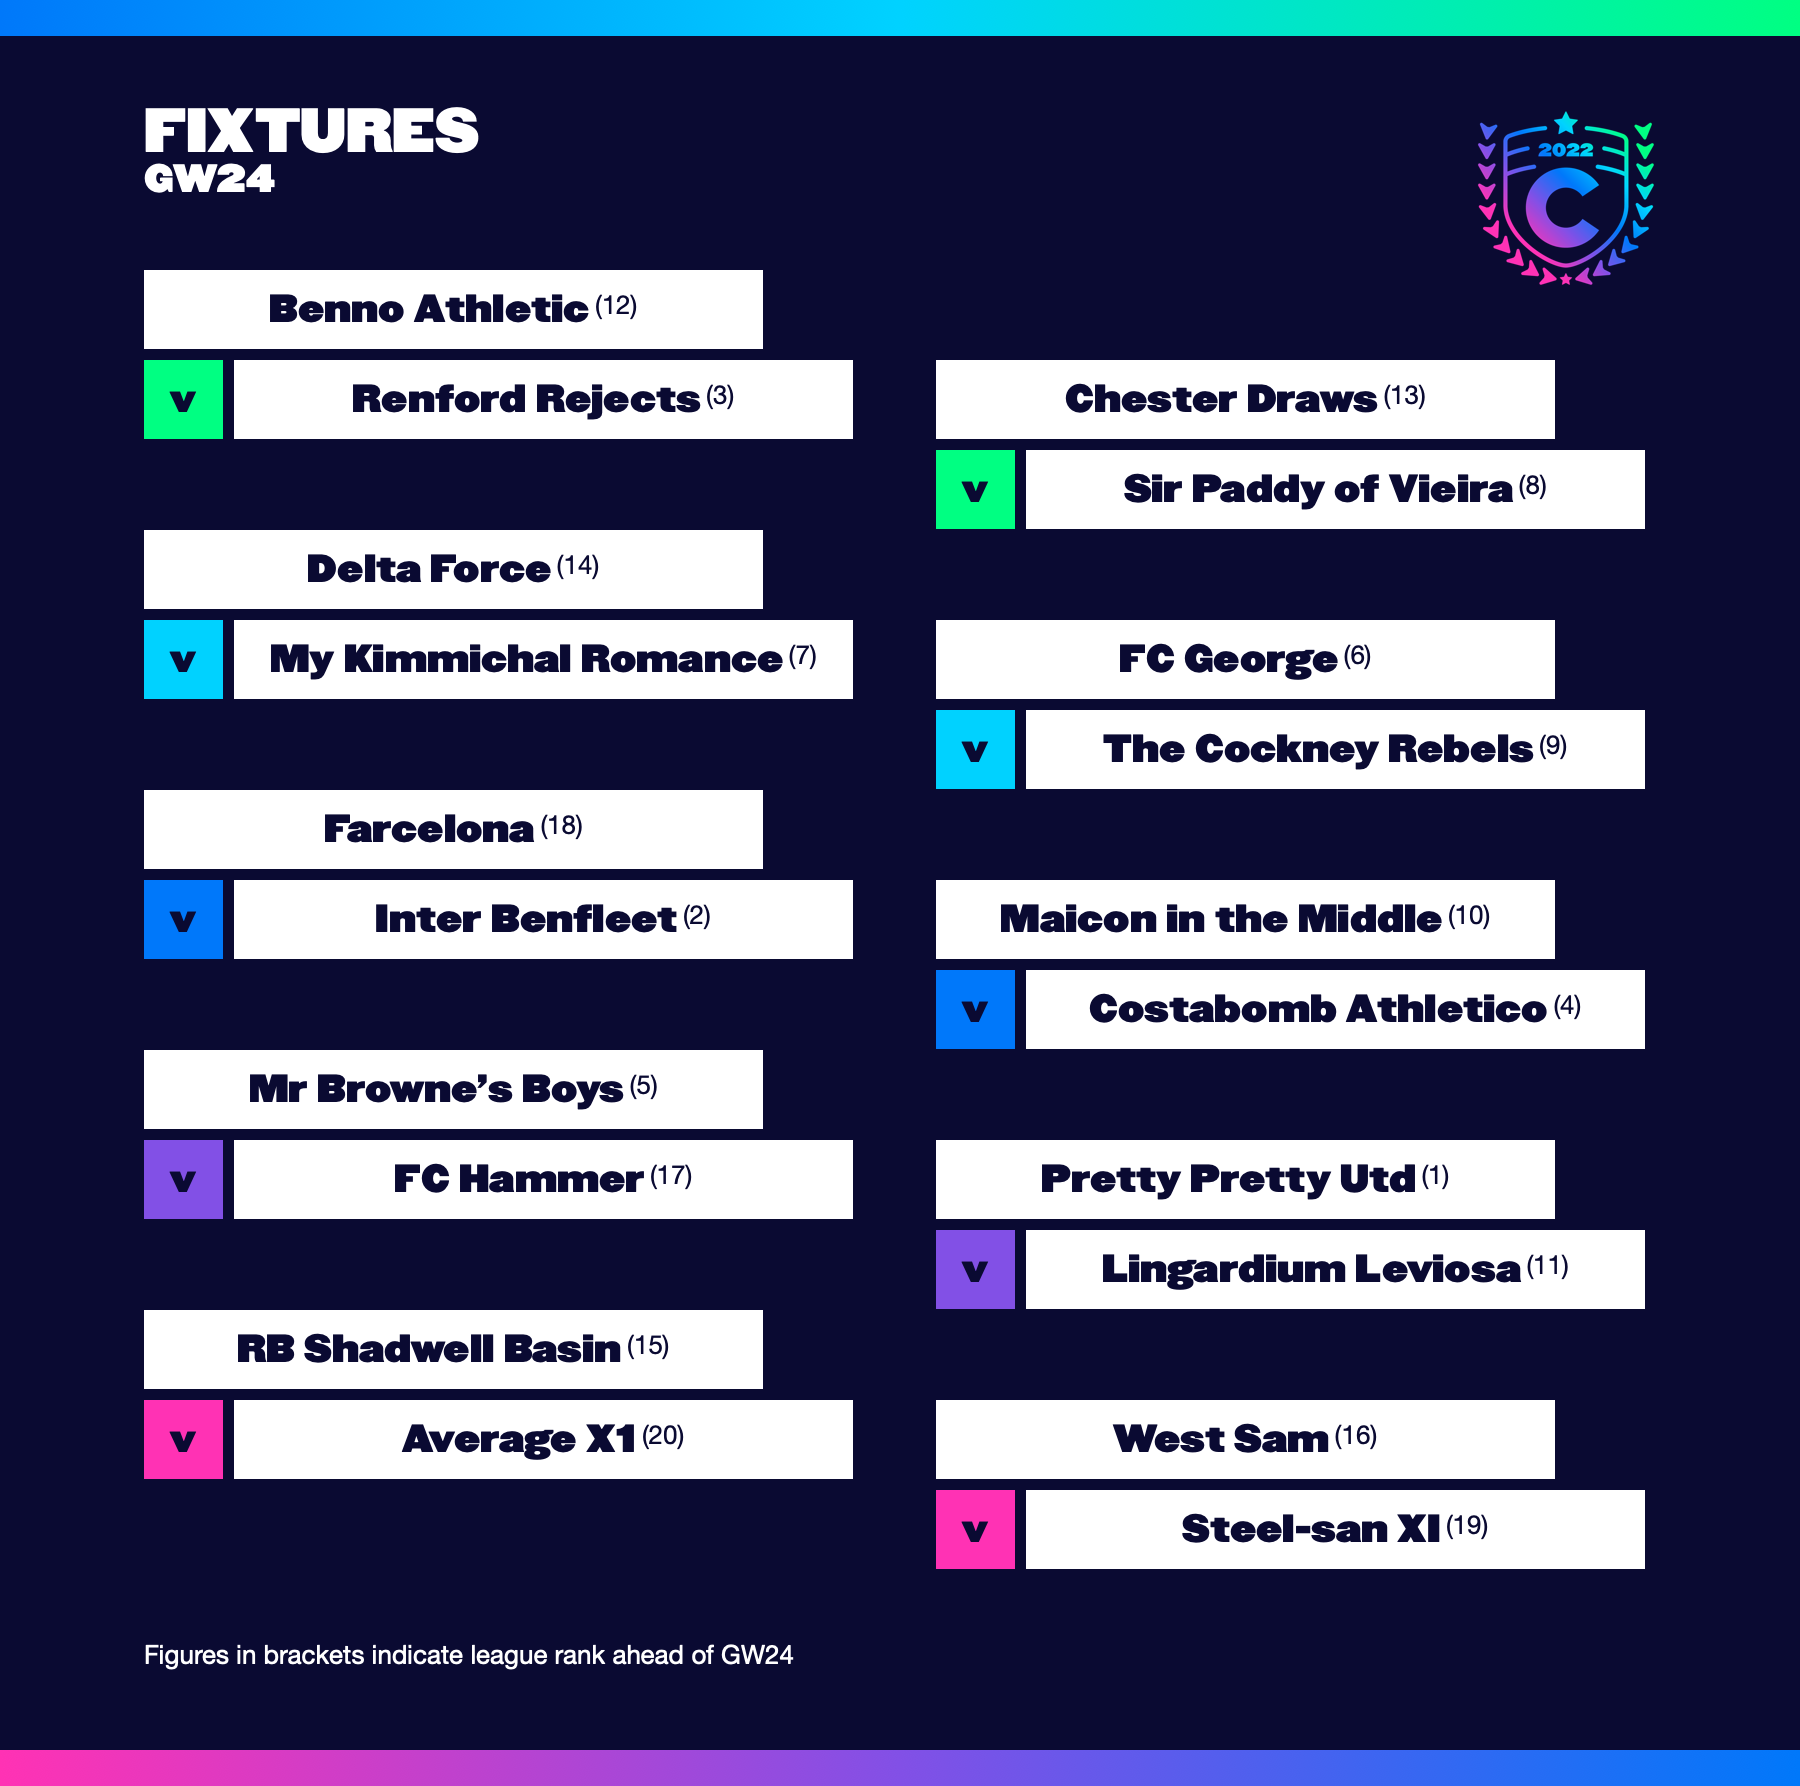 FIXTURES
GW24
2022
C
Benno Athletic (12)
v Renford Rejects (3)
Chester Draws (13)
v Sir Paddy of Vieira (8)
Delta Force (14)
v My Kimmichal Romance (7)
FC George (6)
v The Cockney Rebels (9)
Farcelona (18)
v Inter Benfleet (2)
Maicon in the Middle (10)
v Costabomb Athletico (4)
Mr Browne’s Boys (5)
v FC Hammer (17)
Pretty Pretty Utd (1)
v Lingardium Leviosa (11)
RB Shadwell Basin (15)
v Average X1 (20)
West Sam (16)
v Steel-san XI (19)
Figures in brackets indicate league rank ahead of GW24